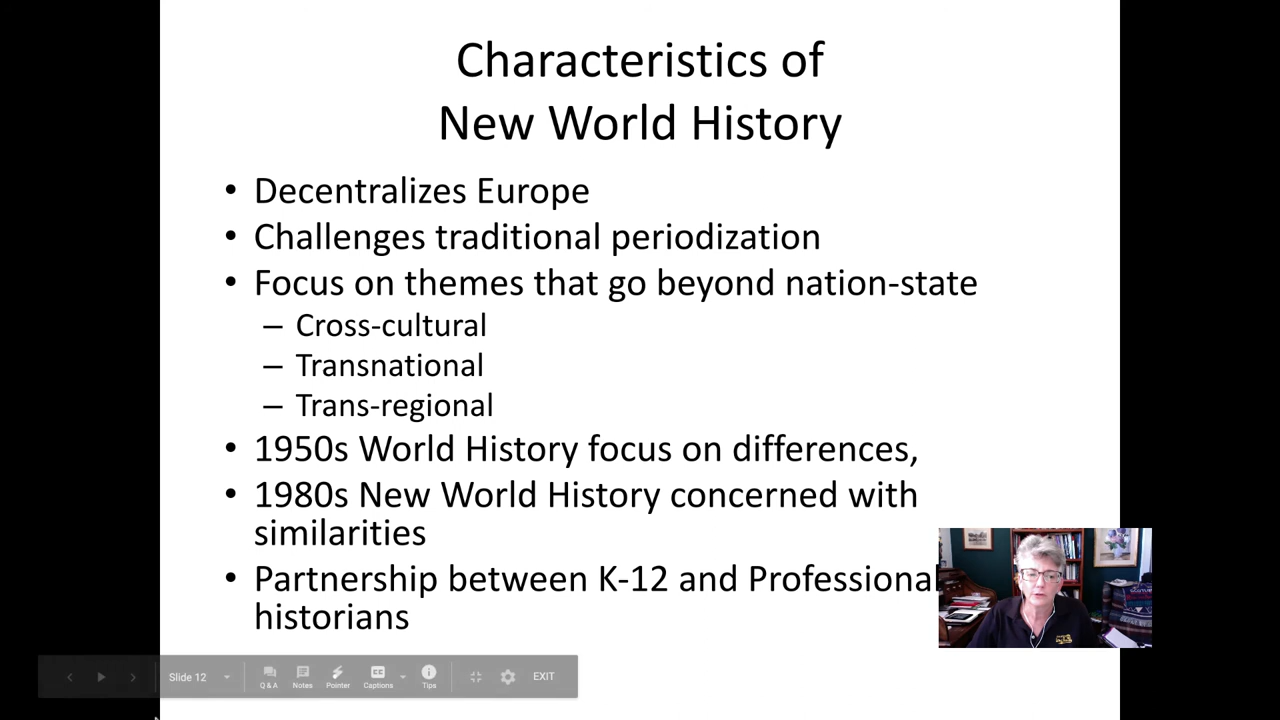 Characteristics of
New World History
• Decentralizes Europe
• Challenges traditional periodization
• Focus on themes that go beyond nation-state
– Cross-cultural
– Transnational
– Trans-regional
• 1950s World History focus on differences,
• 1980s New World History concerned with
similarities
• Partnership between K-12 and Professional
historians
Slide 12
Q & A
Notes
Pointer
CC
Captions
Tips
EXIT